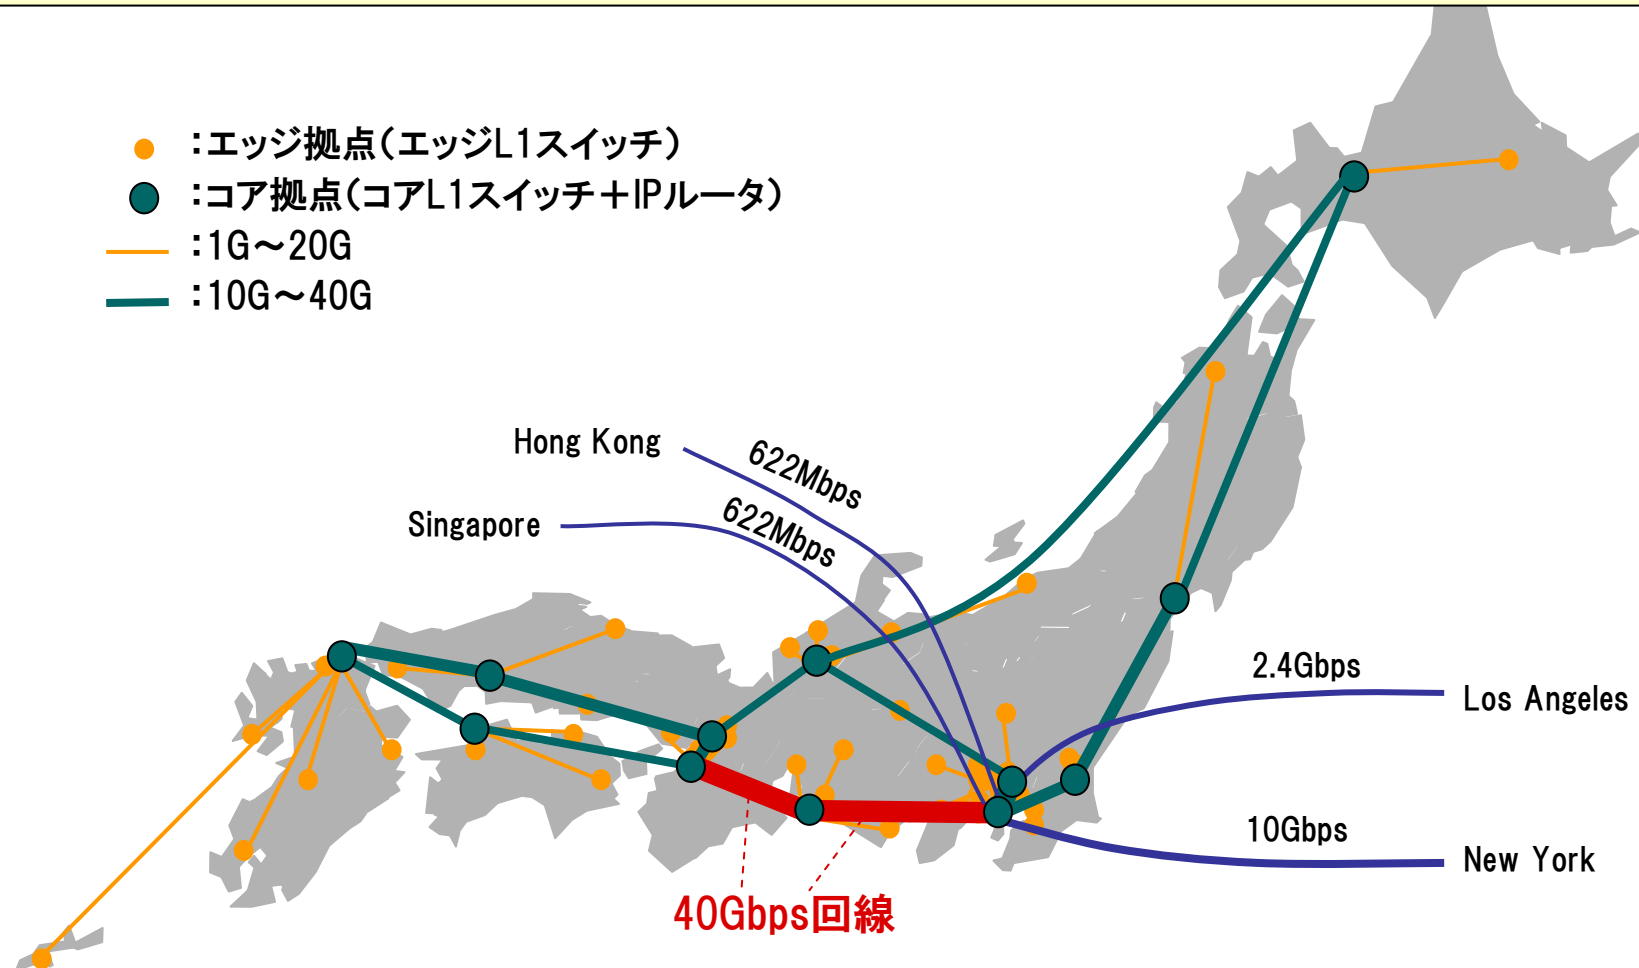 :エッジ拠点(エッジL1スイッチ)
:コア拠点(コアL1スイッチ+IPルータ)
:1G~20G
:10G~40G
Hong Kong
622Mbps
Singapore
622Mbps
2.4Gbps
Los Angeles
10Gbps
New York
40Gbps回線